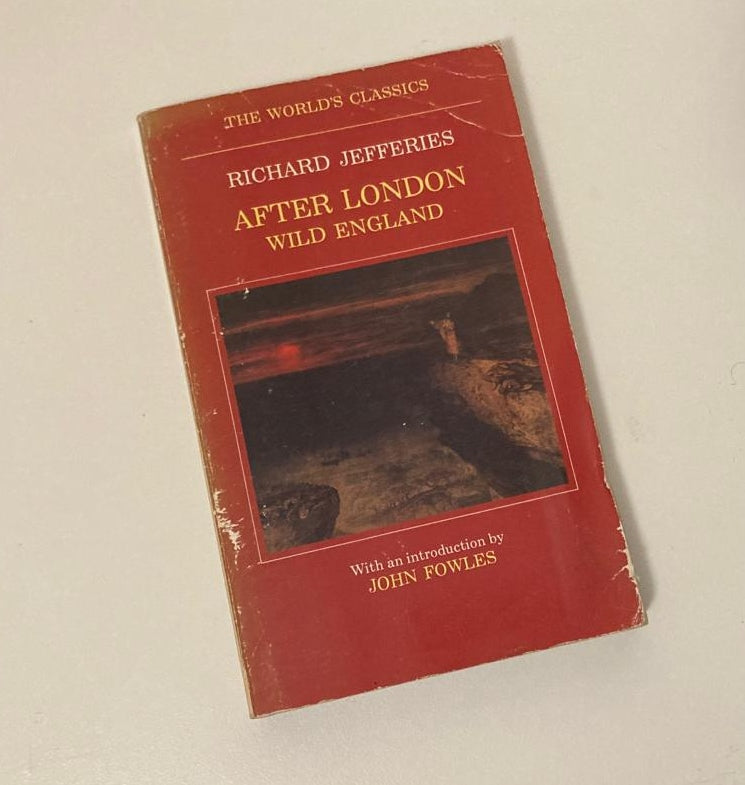 THE WORLD'S CLASSICS
RICHARD JEFFERIES
AFTER LONDON
WILD ENGLAND
With an introduction by
JOHN FOWLES